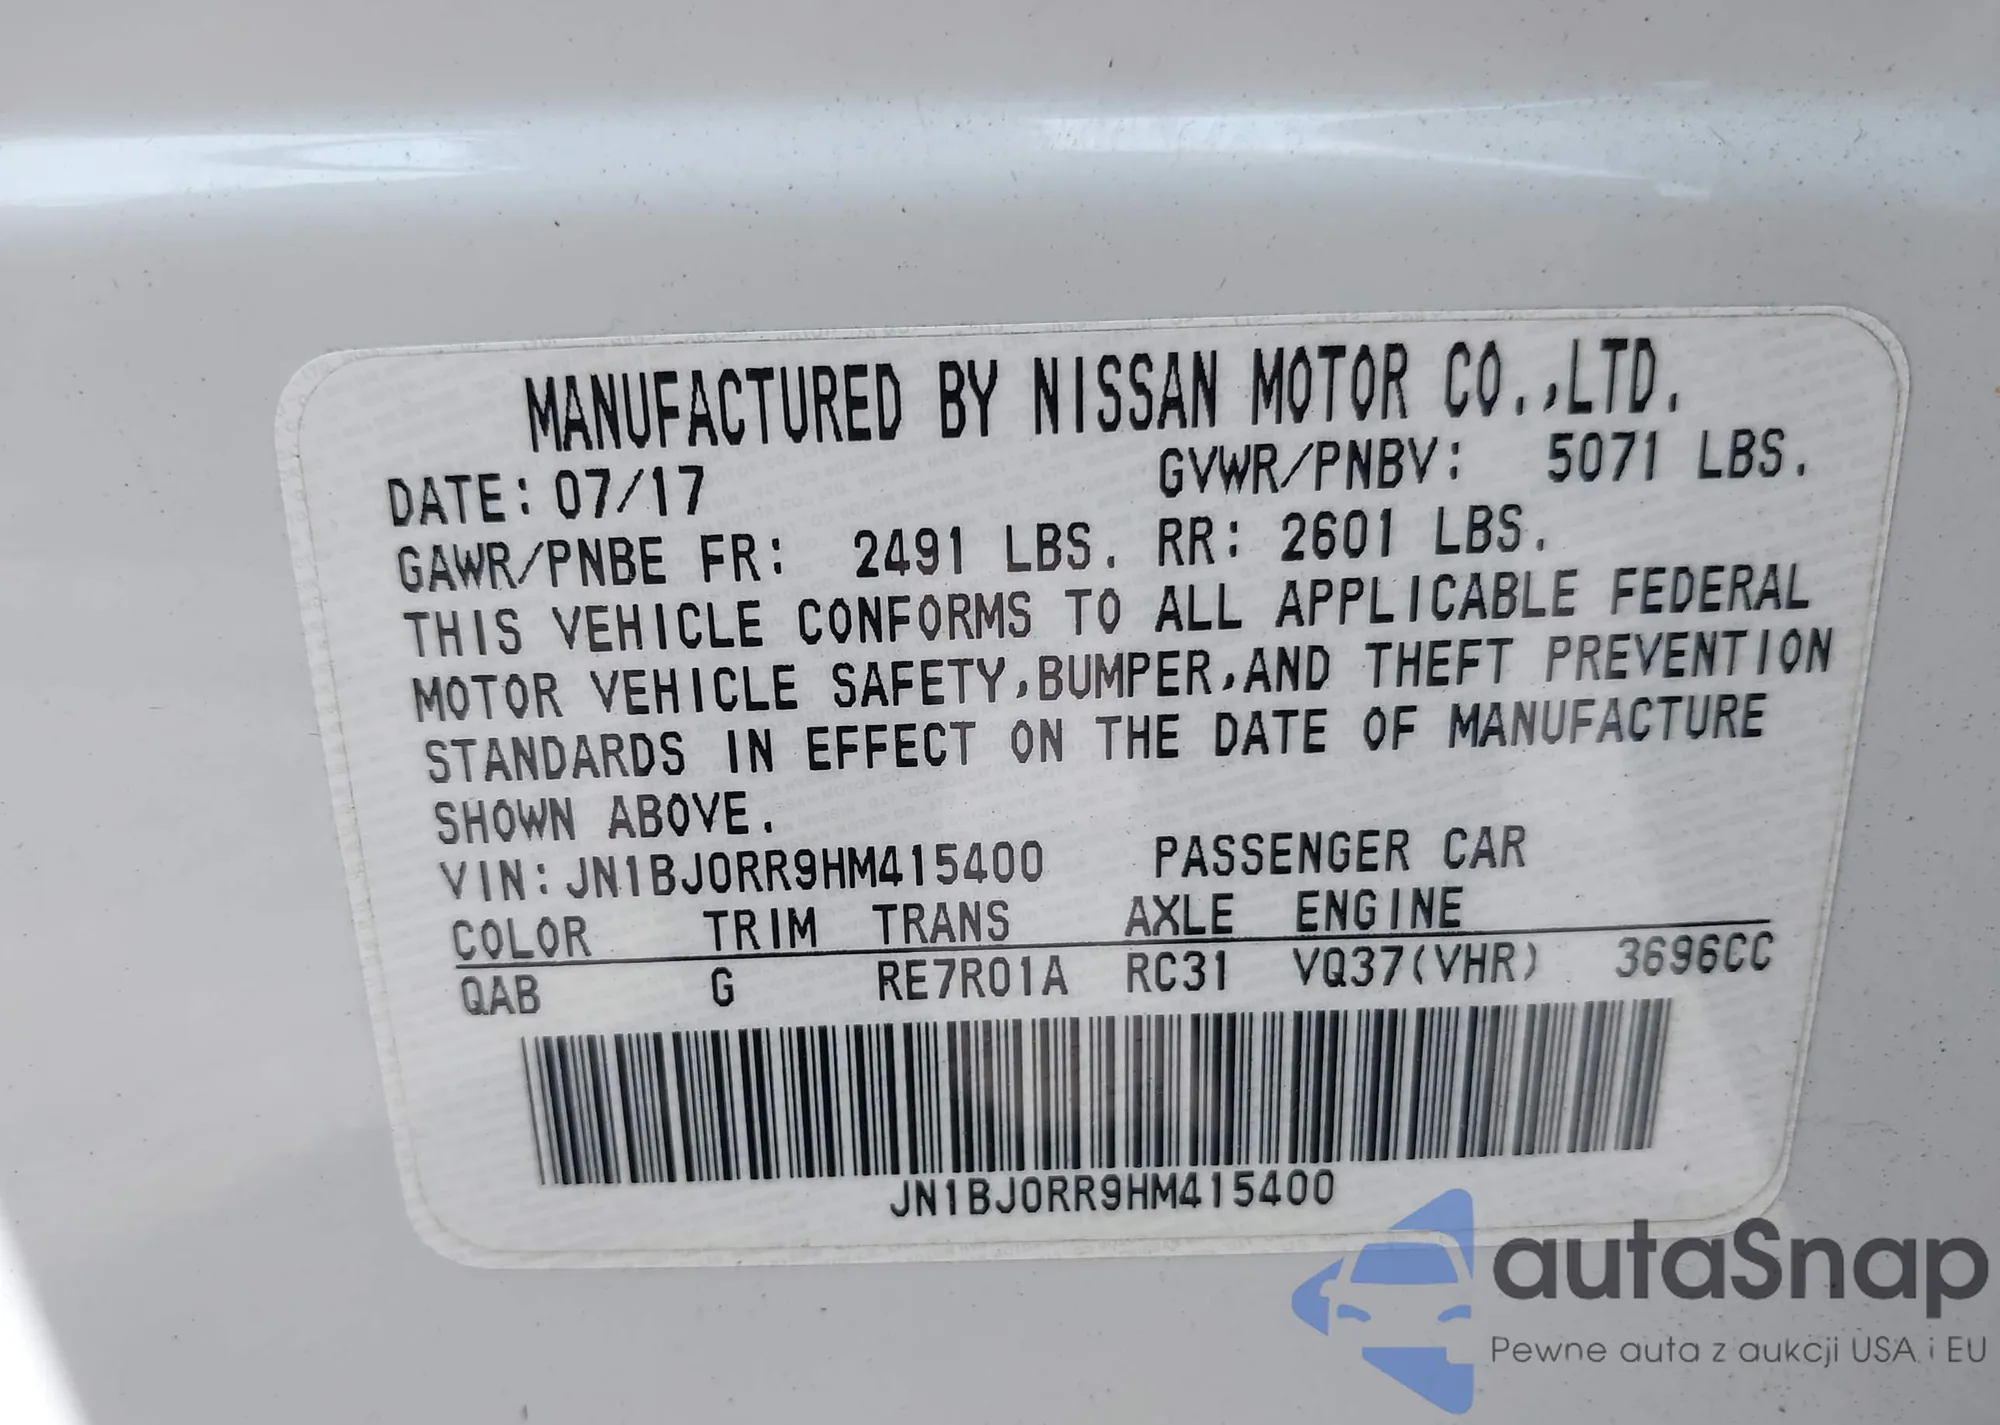 MANUFACTURED BY NISSAN MOTOR CO.,LTD.
DATE: 07/17 GVWR/PNBV: 5071 LBS.
GAWR/PNBE FR: 2491 LBS. RR: 2601 LBS.
THIS VEHICLE CONFORMS TO ALL APPLICABLE FEDERAL
MOTOR VEHICLE SAFETY,BUMPER,AND THEFT PREVENTION
STANDARDS IN EFFECT ON THE DATE OF MANUFACTURE
SHOWN ABOVE.
VIN: JN1BJ0RR9HM415400 PASSENGER CAR
COLOR TRIM TRANS AXLE ENGINE
QAB G RE7R01A RC31 VQ37(VHR) 3696CC
JN1BJ0RR9HM415400
autaSnap
Pewne auta z aukcji USA i EU